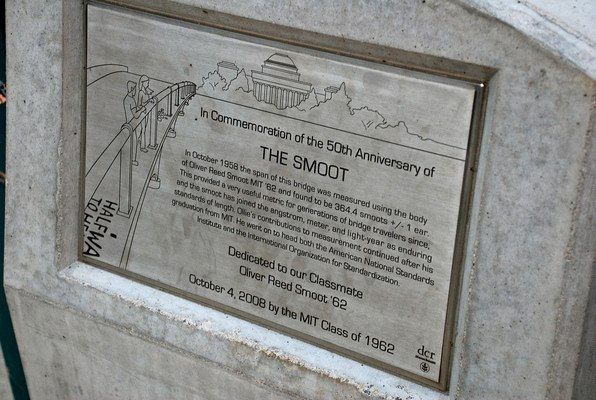 In Commemoration of the 50th Anniversary of
THE SMOOT
In October 1958 the span of this bridge was measured using the body
of Oliver Reed Smoot MIT '62 and found to be 364.4 smoots +/- 1 ear.
This provided a very useful metric for generations of bridge travelers since,
and the smoot has joined the angstrom, meter, and light-year as enduring
standards of length. Ollie's contributions to measurement continued after his
graduation from MIT. He went on to head both the American National Standards
Institute and the International Organization for Standardization.
Dedicated to our Classmate
Oliver Reed Smoot '62
October 4, 2008 by the MIT Class of 1962
HALFWA
TO H
dcr